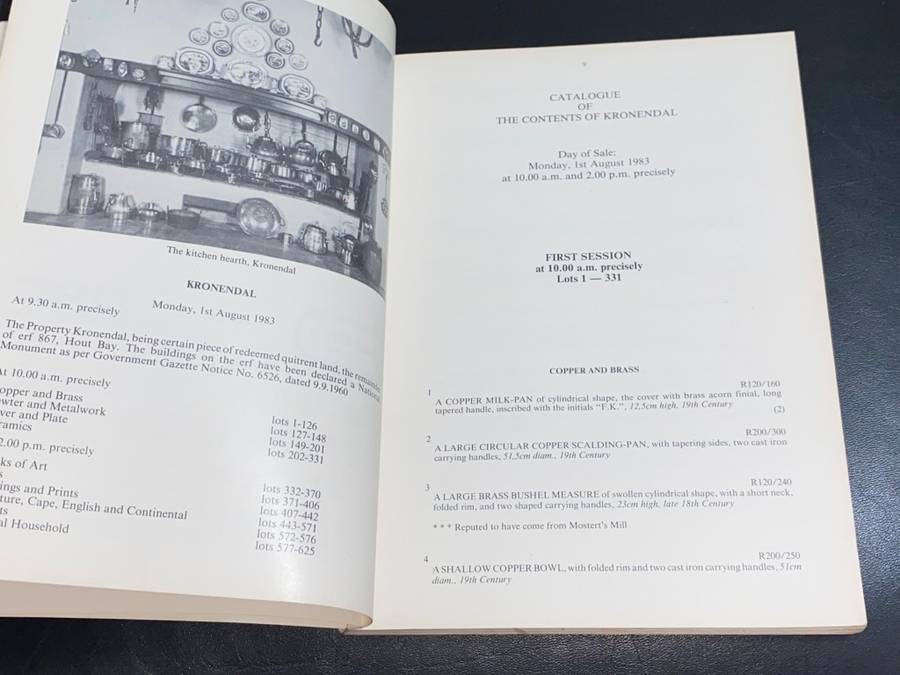 The kitchen hearth, Kronendal
KRONENDAL
At 9.30 a.m. precisely Monday, 1st August 1983
The Property Kronendal, being certain piece of redeemed quitrent land, the remainder
of erf 867, Hout Bay. The buildings on the erf have been declared a National
Monument as per Government Gazette Notice No. 6526, dated 9.9.1960
At 10.00 a.m. precisely
opper and Brass lots 1-126
ewter and Metalwork lots 127-148
ver and Plate lots 149-201
ramics lots 202-331
2.00 p.m. precisely
ks of Art lots 332-370
s lots 371-406
ings and Prints lots 407-442
ture, Cape, English and Continental lots 443-571
ts lots 572-576
al Household lots 577-625
9
CATALOGUE
OF
THE CONTENTS OF KRONENDAL
Day of Sale:
Monday, 1st August 1983
at 10.00 a.m. and 2.00 p.m. precisely
FIRST SESSION
at 10.00 a.m. precisely
Lots 1 — 331
COPPER AND BRASS
1 R120/160
A COPPER MILK-PAN of cylindrical shape, the cover with brass acorn finial, long
tapered handle, inscribed with the initials "F.K.", 12,5cm high, 19th Century (2)
2 R200/300
A LARGE CIRCULAR COPPER SCALDING-PAN, with tapering sides, two cast iron
carrying handles, 51,5cm diam., 19th Century
3 R120/240
A LARGE BRASS BUSHEL MEASURE of swollen cylindrical shape, with a short neck,
folded rim, and two shaped carrying handles, 23cm high, late 18th Century
*** Reputed to have come from Mostert's Mill
4 R200/250
A SHALLOW COPPER BOWL, with folded rim and two cast iron carrying handles, 51cm
diam., 19th Century